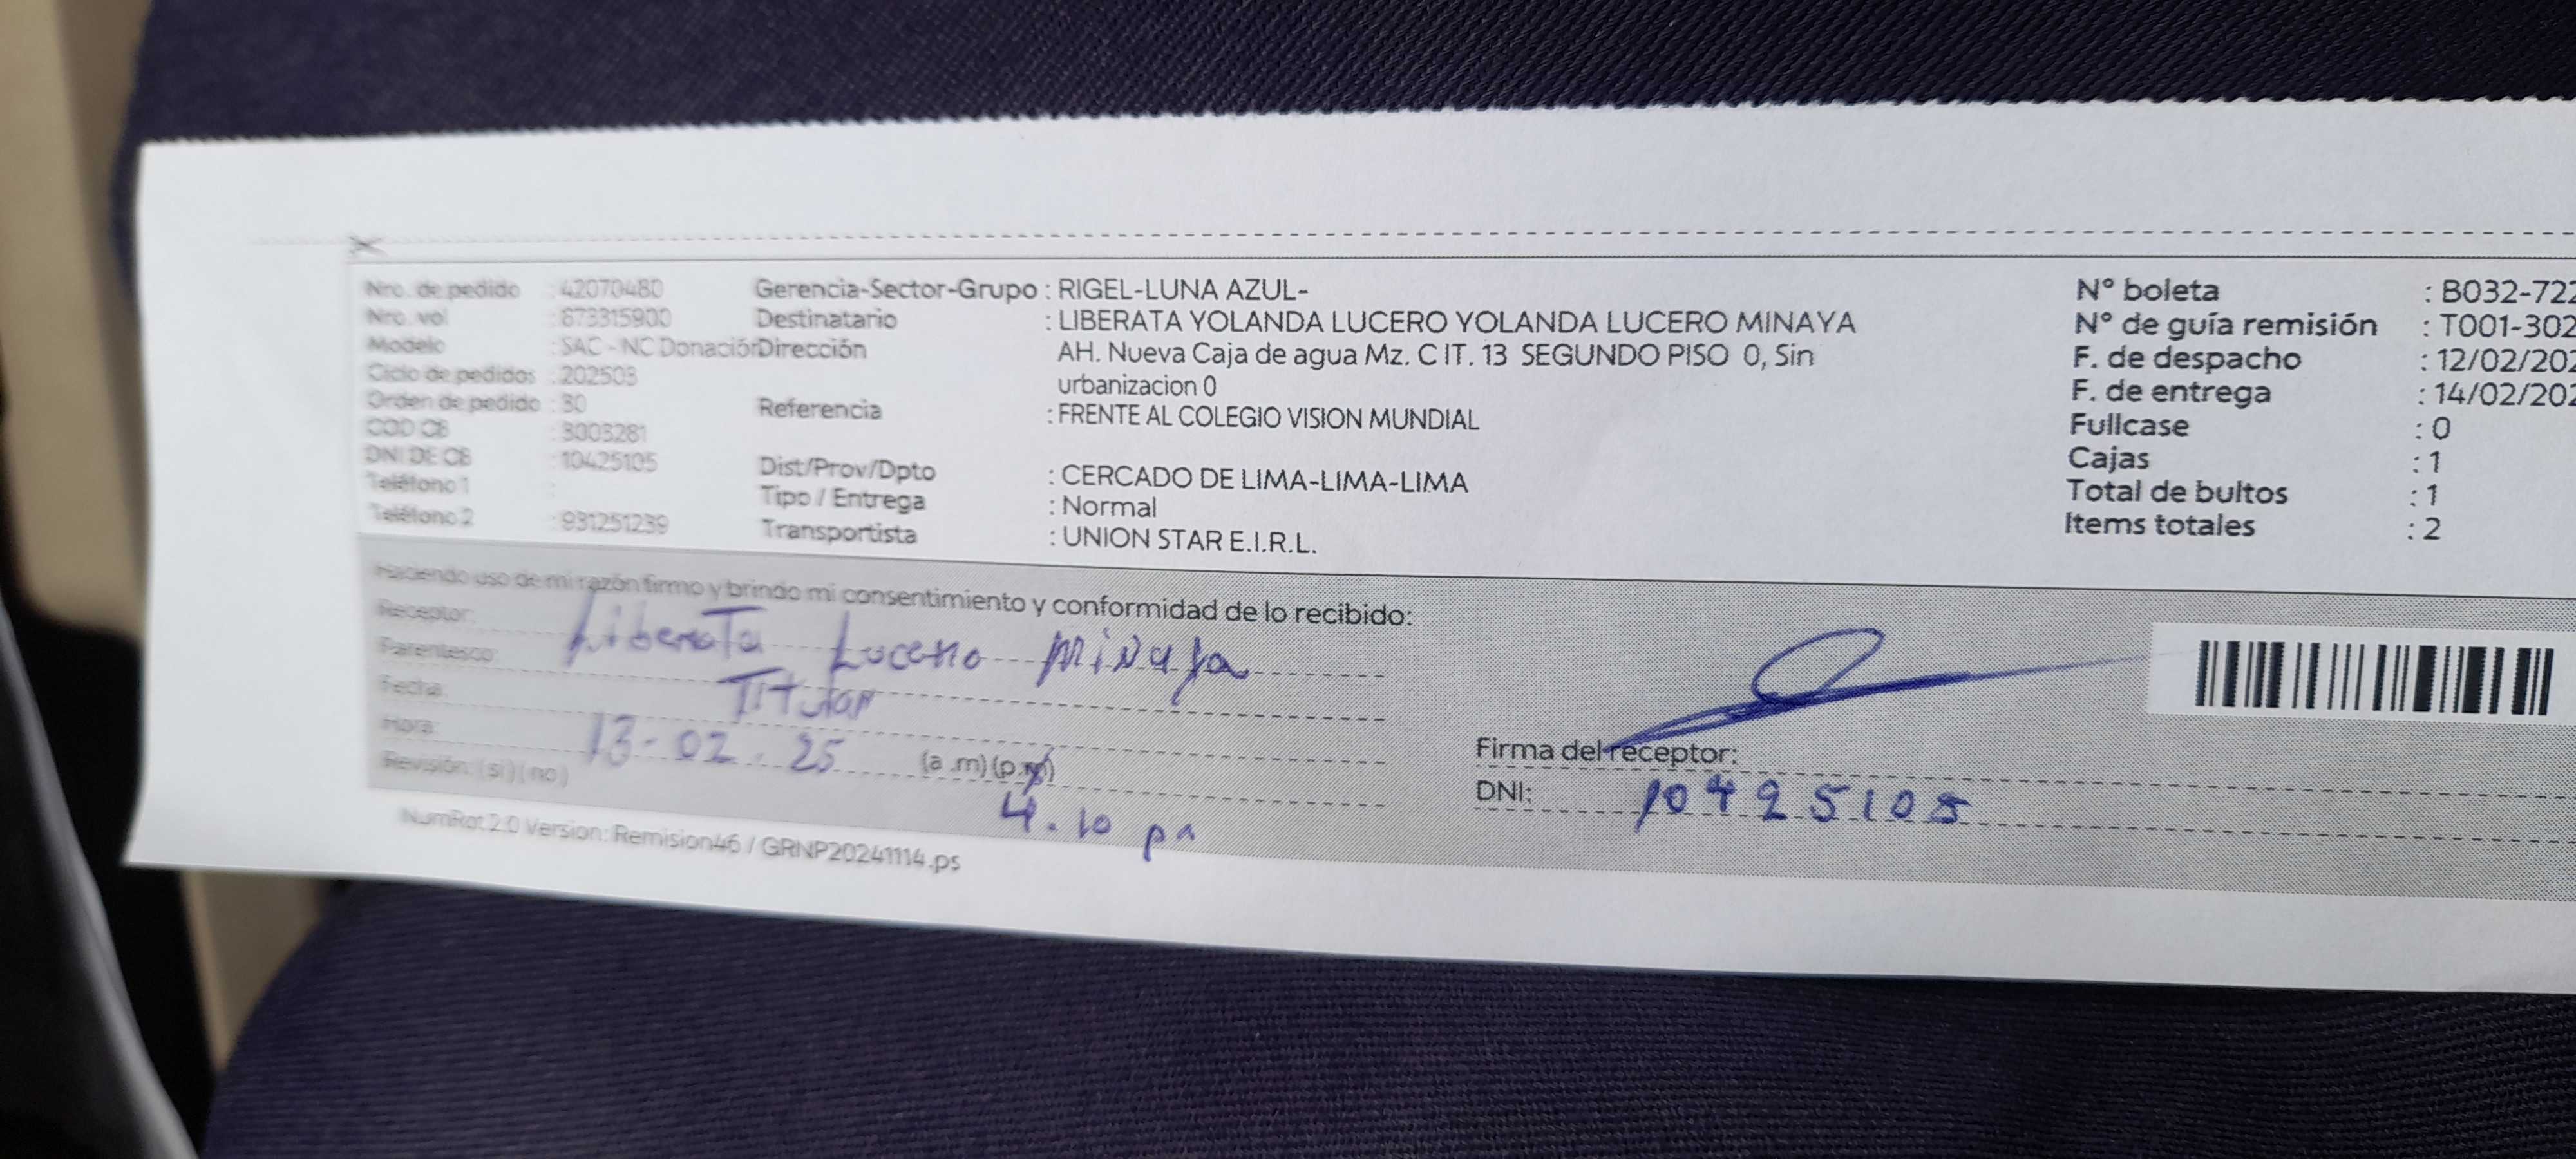 Nro. de pedido : 42070480
Nro. vol : 673315900
Modelo : SAC - NC Donación
Ciclo de pedidos : 202503
Orden de pedido : 30
COD CB : 3003281
DNI DE CB : 10425105
Teléfono 1 :
Teléfono 2 : 931251239
Gerencia-Sector-Grupo : RIGEL-LUNA AZUL-
Destinatario : LIBERATA YOLANDA LUCERO YOLANDA LUCERO MINAYA
Dirección AH. Nueva Caja de agua Mz. C lT. 13 SEGUNDO PISO 0, Sin
urbanizacion 0
Referencia : FRENTE AL COLEGIO VISION MUNDIAL
Dist/Prov/Dpto : CERCADO DE LIMA-LIMA-LIMA
Tipo / Entrega : Normal
Transportista : UNION STAR E.I.R.L.
N° boleta : B032-722
N° de guía remisión : T001-302
F. de despacho : 12/02/202
F. de entrega : 14/02/202
Fullcase : 0
Cajas : 1
Total de bultos : 1
Items totales : 2
Haciendo uso de mi razón firmo y brindo mi consentimiento y conformidad de lo recibido:
Receptor: Liberata Lucero Minaya
Parentesco: Titular
Fecha: 13-02-25
Hora: (a .m) (p.m)
4.10 pm
Revisión: (si) (no)
Firma del receptor:
DNI: 10425105
NumRot 2.0 Version: Remision46 / GRNP20241114.ps